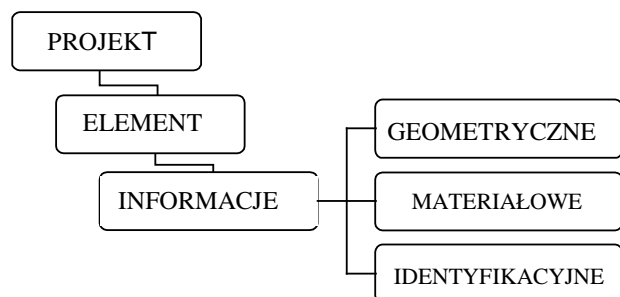 PROJEKT
ELEMENT
INFORMACJE
GEOMETRYCZNE
MATERIAŁOWE
IDENTYFIKACYJNE